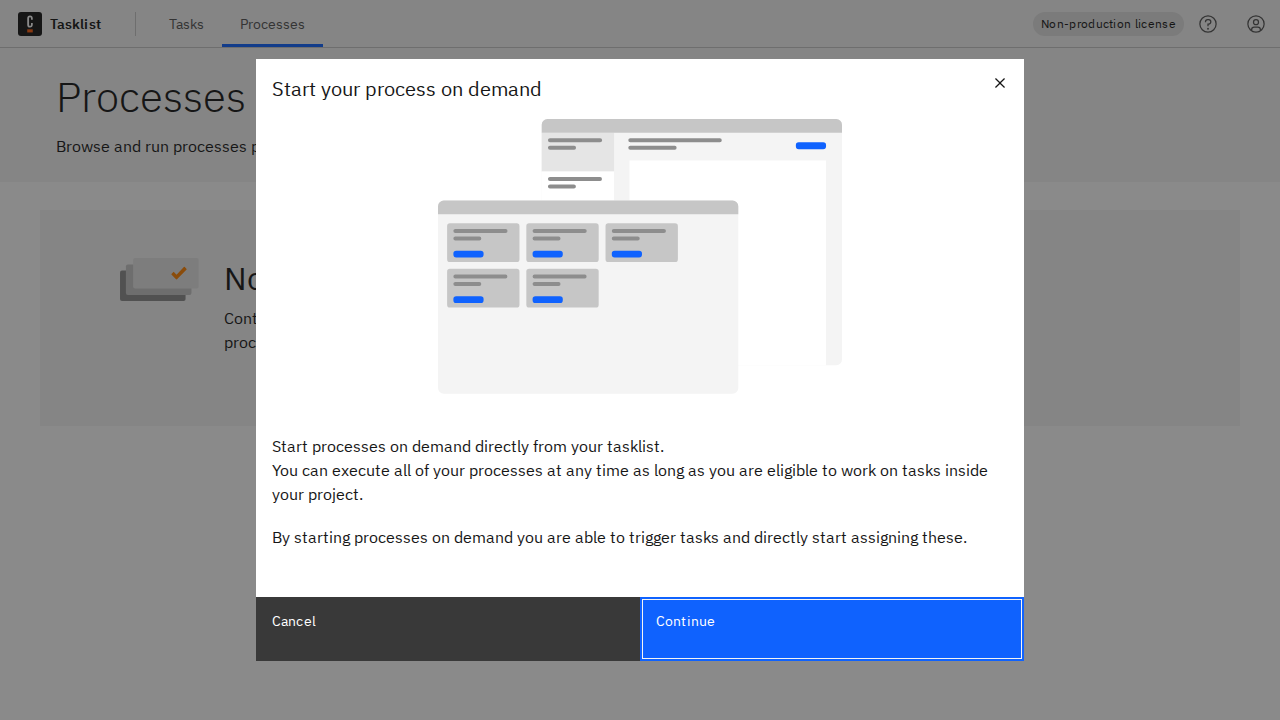 Tasklist
Tasks
Processes
Non-production license
Processes
Browse and run processes
No
Cont
proc
Start your process on demand
Start processes on demand directly from your tasklist.
You can execute all of your processes at any time as long as you are eligible to work on tasks inside
your project.
By starting processes on demand you are able to trigger tasks and directly start assigning these.
Cancel
Continue